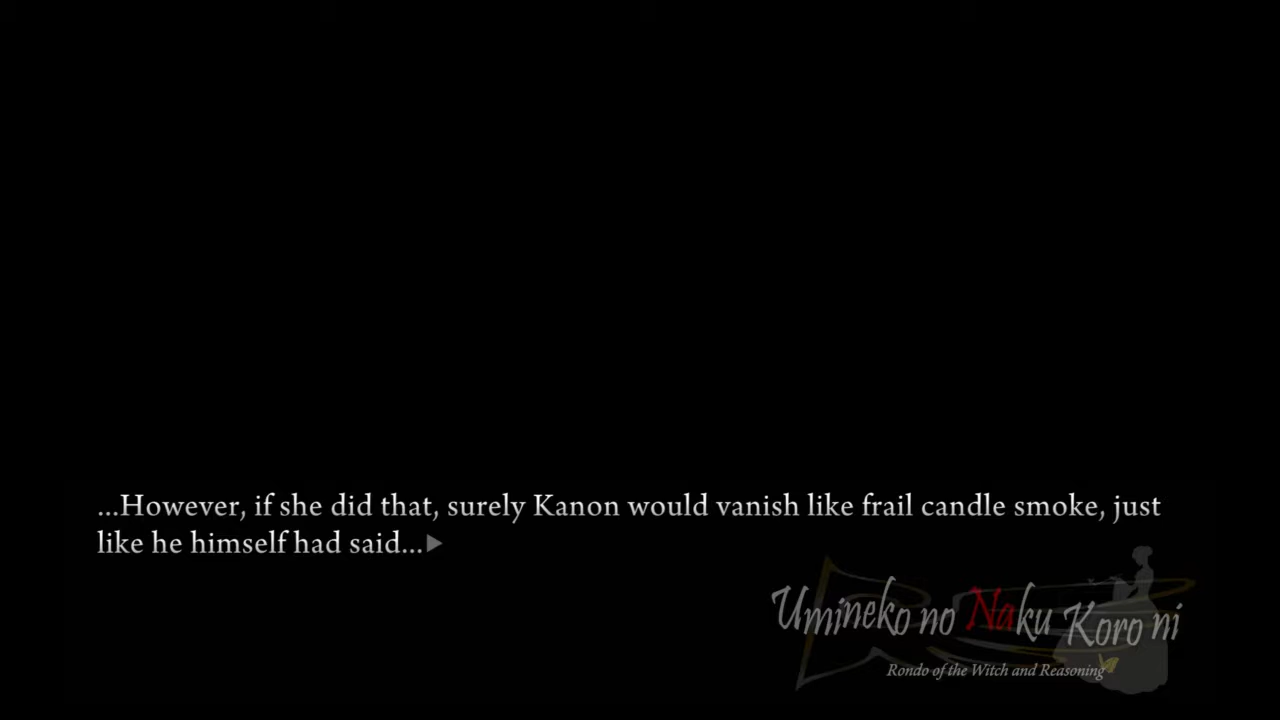 ...However, if she did that, surely Kanon would vanish like frail candle smoke, just
like he himself had said...
Umineko no Naku Koro ni
Rondo of the Witch and Reasoning